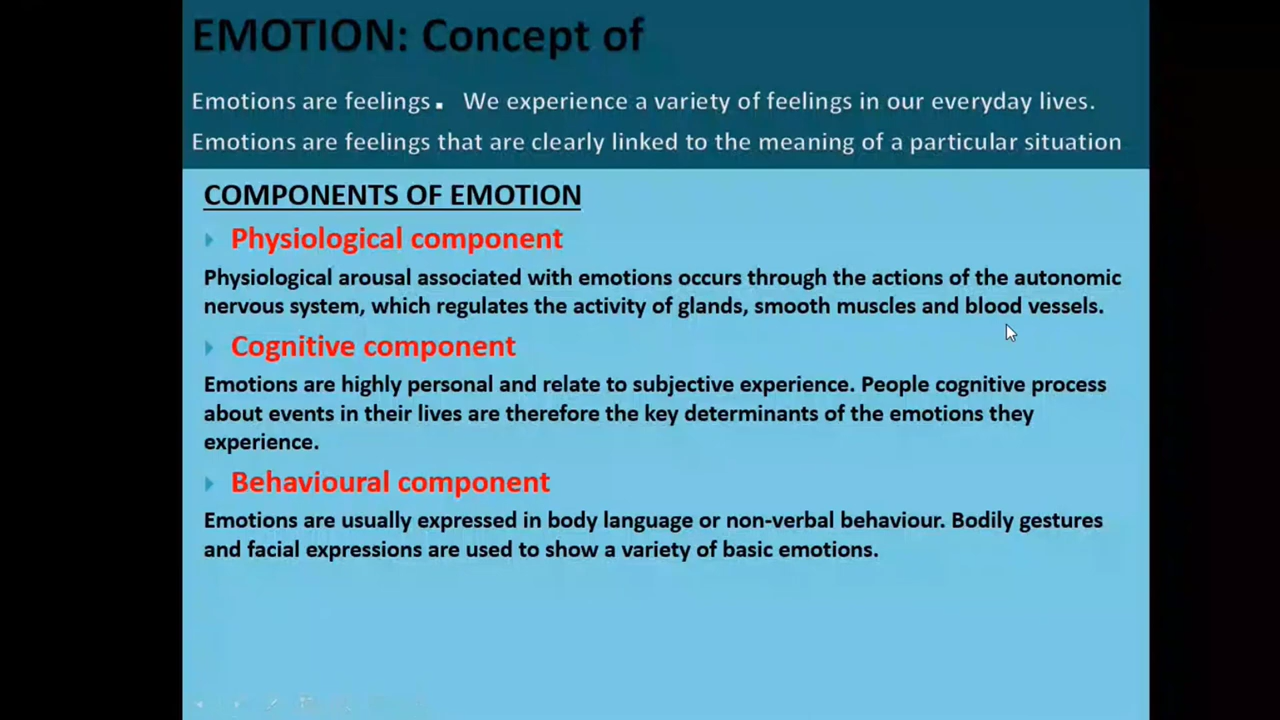 EMOTION: Concept of
Emotions are feelings. We experience a variety of feelings in our everyday lives.
Emotions are feelings that are clearly linked to the meaning of a particular situation
COMPONENTS OF EMOTION
Physiological component
Physiological arousal associated with emotions occurs through the actions of the autonomic
nervous system, which regulates the activity of glands, smooth muscles and blood vessels.
Cognitive component
Emotions are highly personal and relate to subjective experience. People cognitive process
about events in their lives are therefore the key determinants of the emotions they
experience.
Behavioural component
Emotions are usually expressed in body language or non-verbal behaviour. Bodily gestures
and facial expressions are used to show a variety of basic emotions.